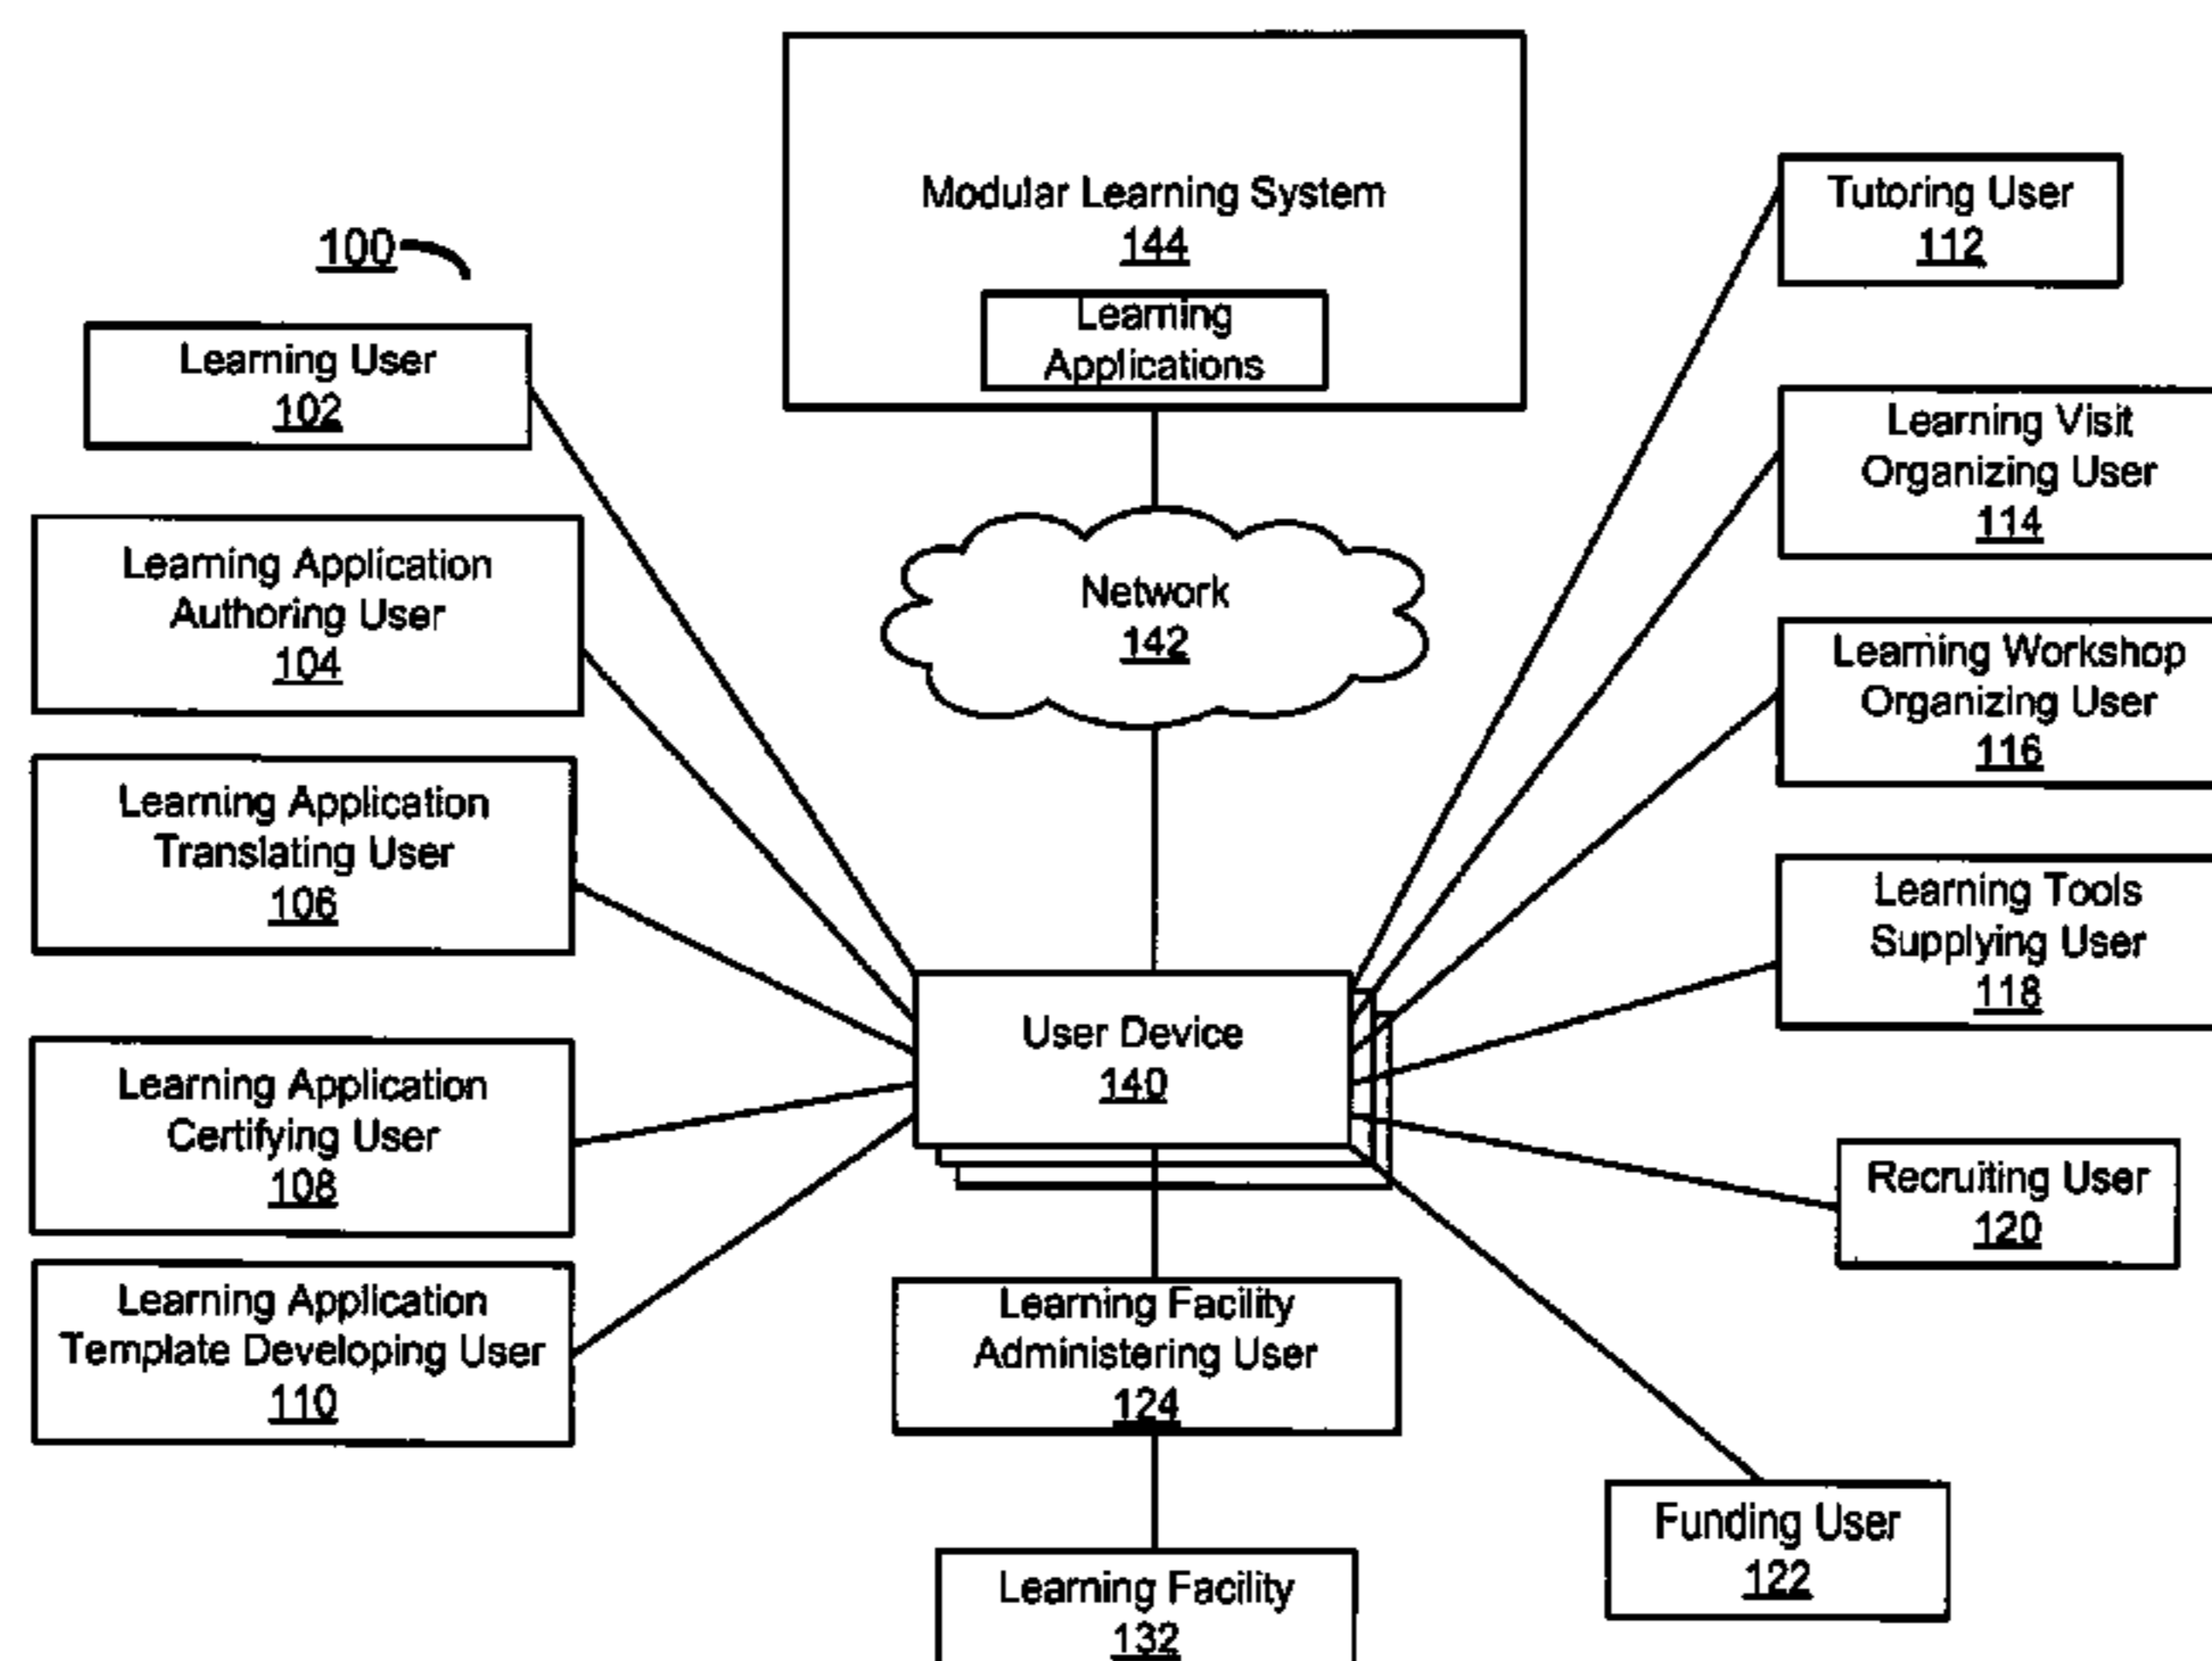 Modular Learning System
144
Learning
Applications
100
Learning User
102
Learning Application
Authoring User
104
Learning Application
Translating User
106
Learning Application
Certifying User
108
Learning Application
Template Developing User
110
Network
142
User Device
140
Learning Facility
Administering User
124
Learning Facility
132
Tutoring User
112
Learning Visit
Organizing User
114
Learning Workshop
Organizing User
116
Learning Tools
Supplying User
118
Recruiting User
120
Funding User
122